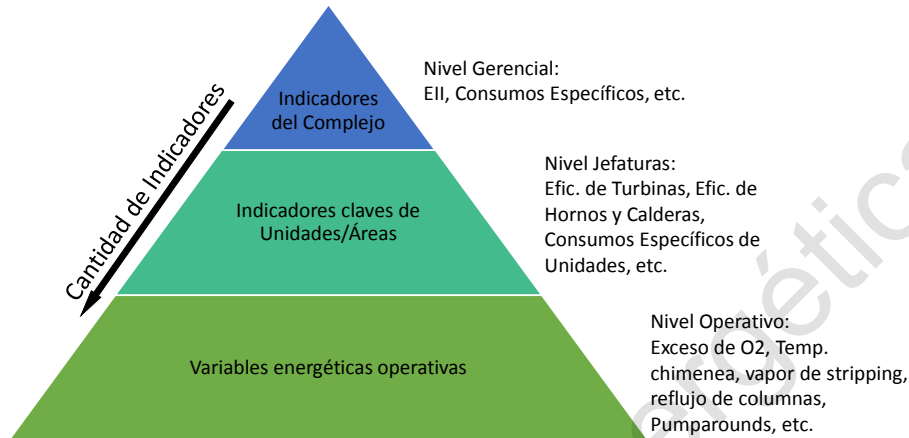 Nivel Gerencial:
EII, Consumos Específicos, etc.
Indicadores
del Complejo
Cantidad de Indicadores
Nivel Jefaturas:
Efic. de Turbinas, Efic. de
Hornos y Calderas,
Consumos Específicos de
Unidades, etc.
Indicadores claves de
Unidades/Áreas
Nivel Operativo:
Exceso de O2, Temp.
chimenea, vapor de stripping,
reflujo de columnas,
Pumparounds, etc.
Variables energéticas operativas